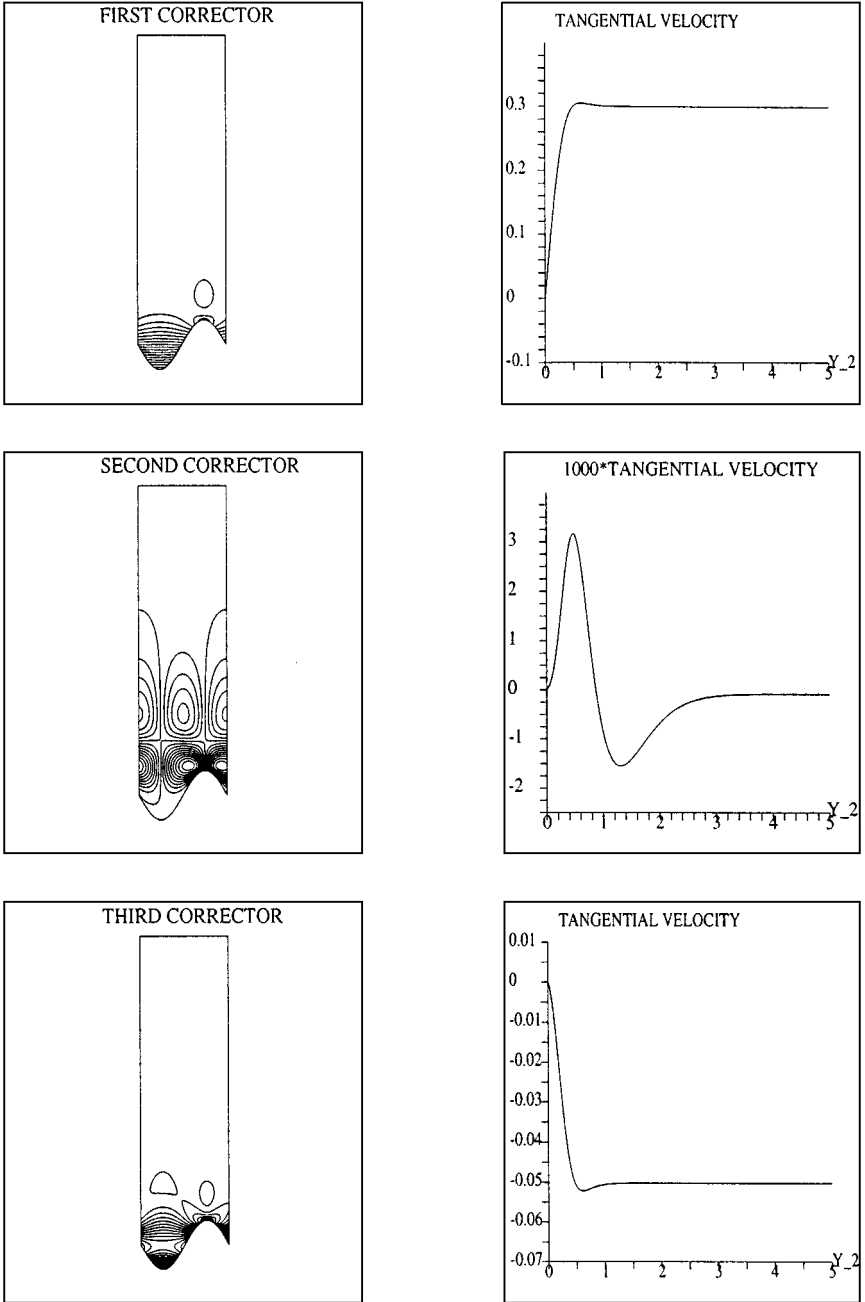 FIRST CORRECTOR
TANGENTIAL VELOCITY
0.3
0.2
0.1
0
-0.1
0 1 2 3 4 5
Y_2
SECOND CORRECTOR
1000*TANGENTIAL VELOCITY
3
2
1
0
-1
-2
0 1 2 3 4 5
Y_2
THIRD CORRECTOR
TANGENTIAL VELOCITY
0.01
0
-0.01
-0.02
-0.03
-0.04
-0.05
-0.06
-0.07
0 1 2 3 4 5
Y_2